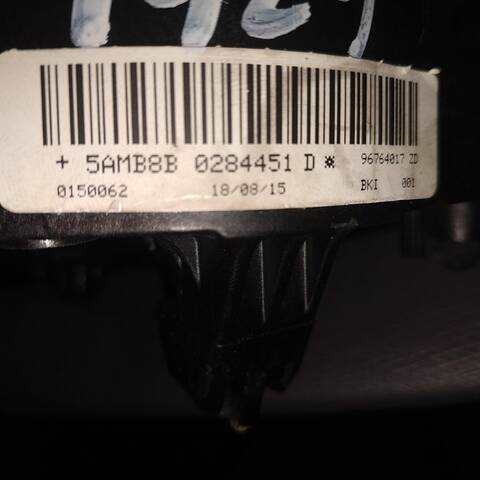 + 5AMB8B 0284451 D ※ 96764017 ZD
0150062 18/08/15 BKI 001